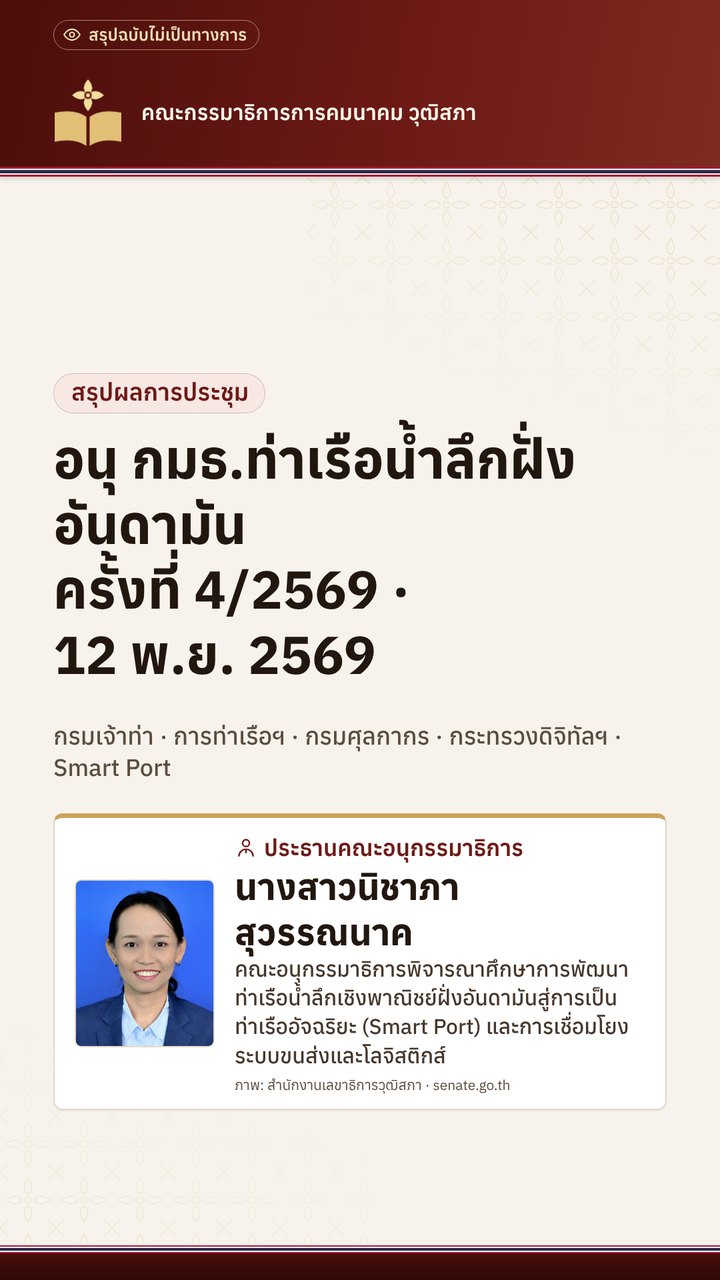 สรุปฉบับไม่เป็นทางการ
คณะกรรมาธิการการคมนาคม วุฒิสภา
สรุปผลการประชุม
อนุ กมธ.ท่าเรือน้ำลึกฝั่ง
อันดามัน
ครั้งที่ 4/2569 ·
12 พ.ย. 2569
กรมเจ้าท่า · การท่าเรือฯ · กรมศุลกากร · กระทรวงดิจิทัลฯ ·
Smart Port
ประธานคณะอนุกรรมาธิการ
นางสาวนิชาภา
สุวรรณนาค
คณะอนุกรรมาธิการพิจารณาศึกษาการพัฒนา
ท่าเรือน้ำลึกเชิงพาณิชย์ฝั่งอันดามันสู่การเป็น
ท่าเรืออัจฉริยะ (Smart Port) และการเชื่อมโยง
ระบบขนส่งและโลจิสติกส์
ภาพ: สำนักงานเลขาธิการวุฒิสภา · senate.go.th